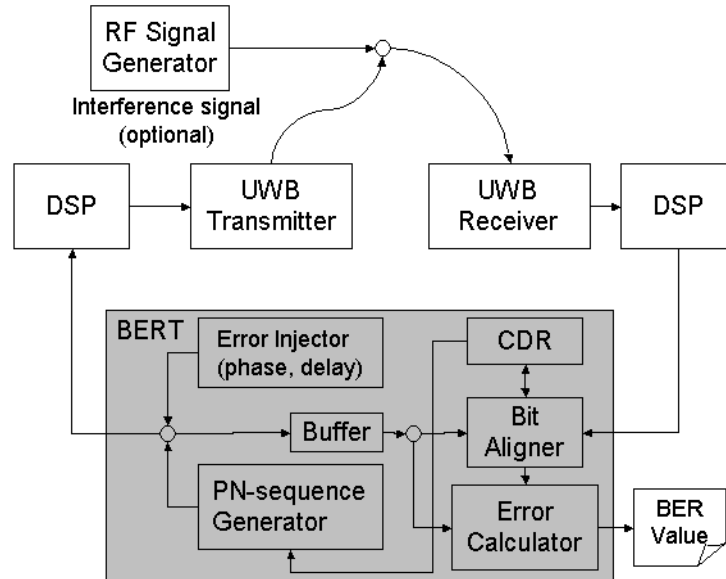 RF Signal
Generator
Interference signal
(optional)
DSP
UWB
Transmitter
UWB
Receiver
DSP
BERT
Error Injector
(phase, delay)
CDR
Buffer
Bit
Aligner
PN-sequence
Generator
Error
Calculator
BER
Value